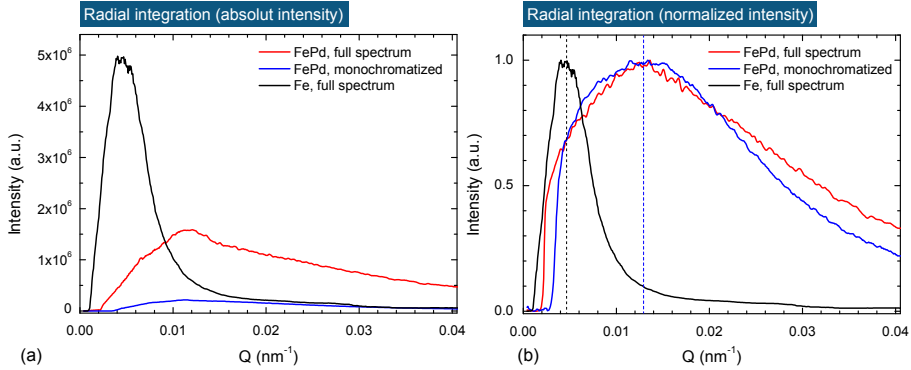 Radial integration (absolut intensity)
FePd, full spectrum
FePd, monochromatized
Fe, full spectrum
5x10⁶
4x10⁶
3x10⁶
2x10⁶
1x10⁶
0
Intensity (a.u.)
0.00 0.01 0.02 0.03 0.04
Q (nm⁻¹)
(a)
Radial integration (normalized intensity)
FePd, full spectrum
FePd, monochromatized
Fe, full spectrum
1.0
0.5
0.0
Intensity (a.u.)
0.00 0.01 0.02 0.03 0.04
Q (nm⁻¹)
(b)